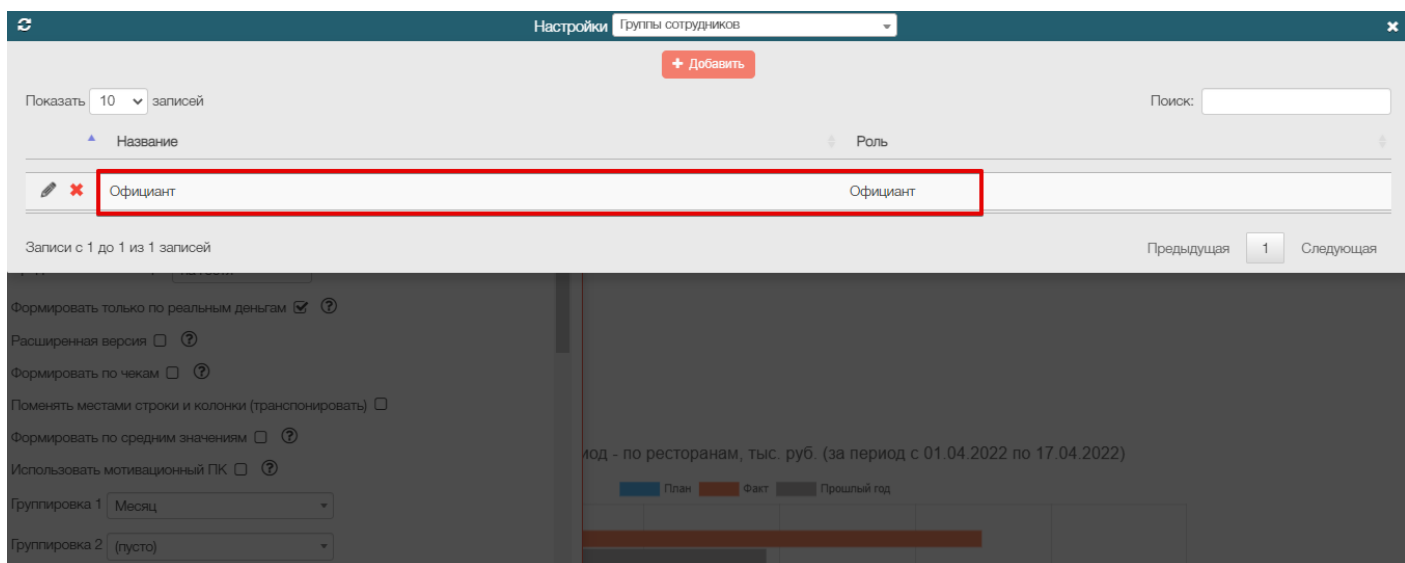 Настройки Группы сотрудников
Добавить
Показать 10 записей Поиск:
Название Роль
Официант Официант
Записи с 1 до 1 из 1 записей Предыдущая 1 Следующая
Формировать только по реальным деньгам
Расширенная версия
Формировать по чекам
Поменять местами строки и колонки (транспонировать)
Формировать по средним значениям
иод - по ресторанам, тыс. руб. (за период с 01.04.2022 по 17.04.2022)
Использовать мотивационный ПК
План Факт Прошлый год
Группировка 1 Месяц
Группировка 2 (пусто)